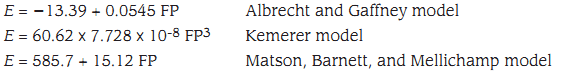 E = −13.39 + 0.0545 FP Albrecht and Gaffney model
E = 60.62 x 7.728 x 10-8 FP3 Kemerer model
E = 585.7 + 15.12 FP Matson, Barnett, and Mellichamp model